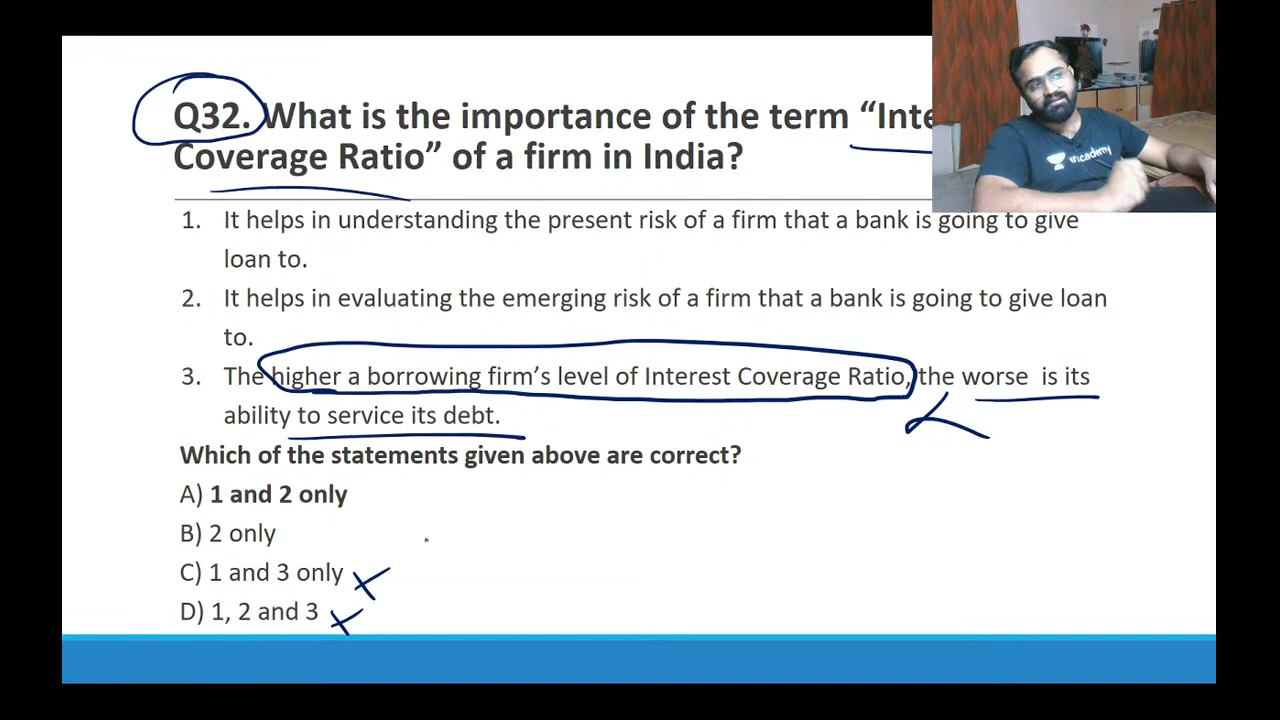 Q32. What is the importance of the term “Inte
Coverage Ratio” of a firm in India?
1. It helps in understanding the present risk of a firm that a bank is going to give
loan to.
2. It helps in evaluating the emerging risk of a firm that a bank is going to give loan
to.
3. The higher a borrowing firm’s level of Interest Coverage Ratio, the worse is its
ability to service its debt.
Which of the statements given above are correct?
A) 1 and 2 only
B) 2 only
C) 1 and 3 only
D) 1, 2 and 3